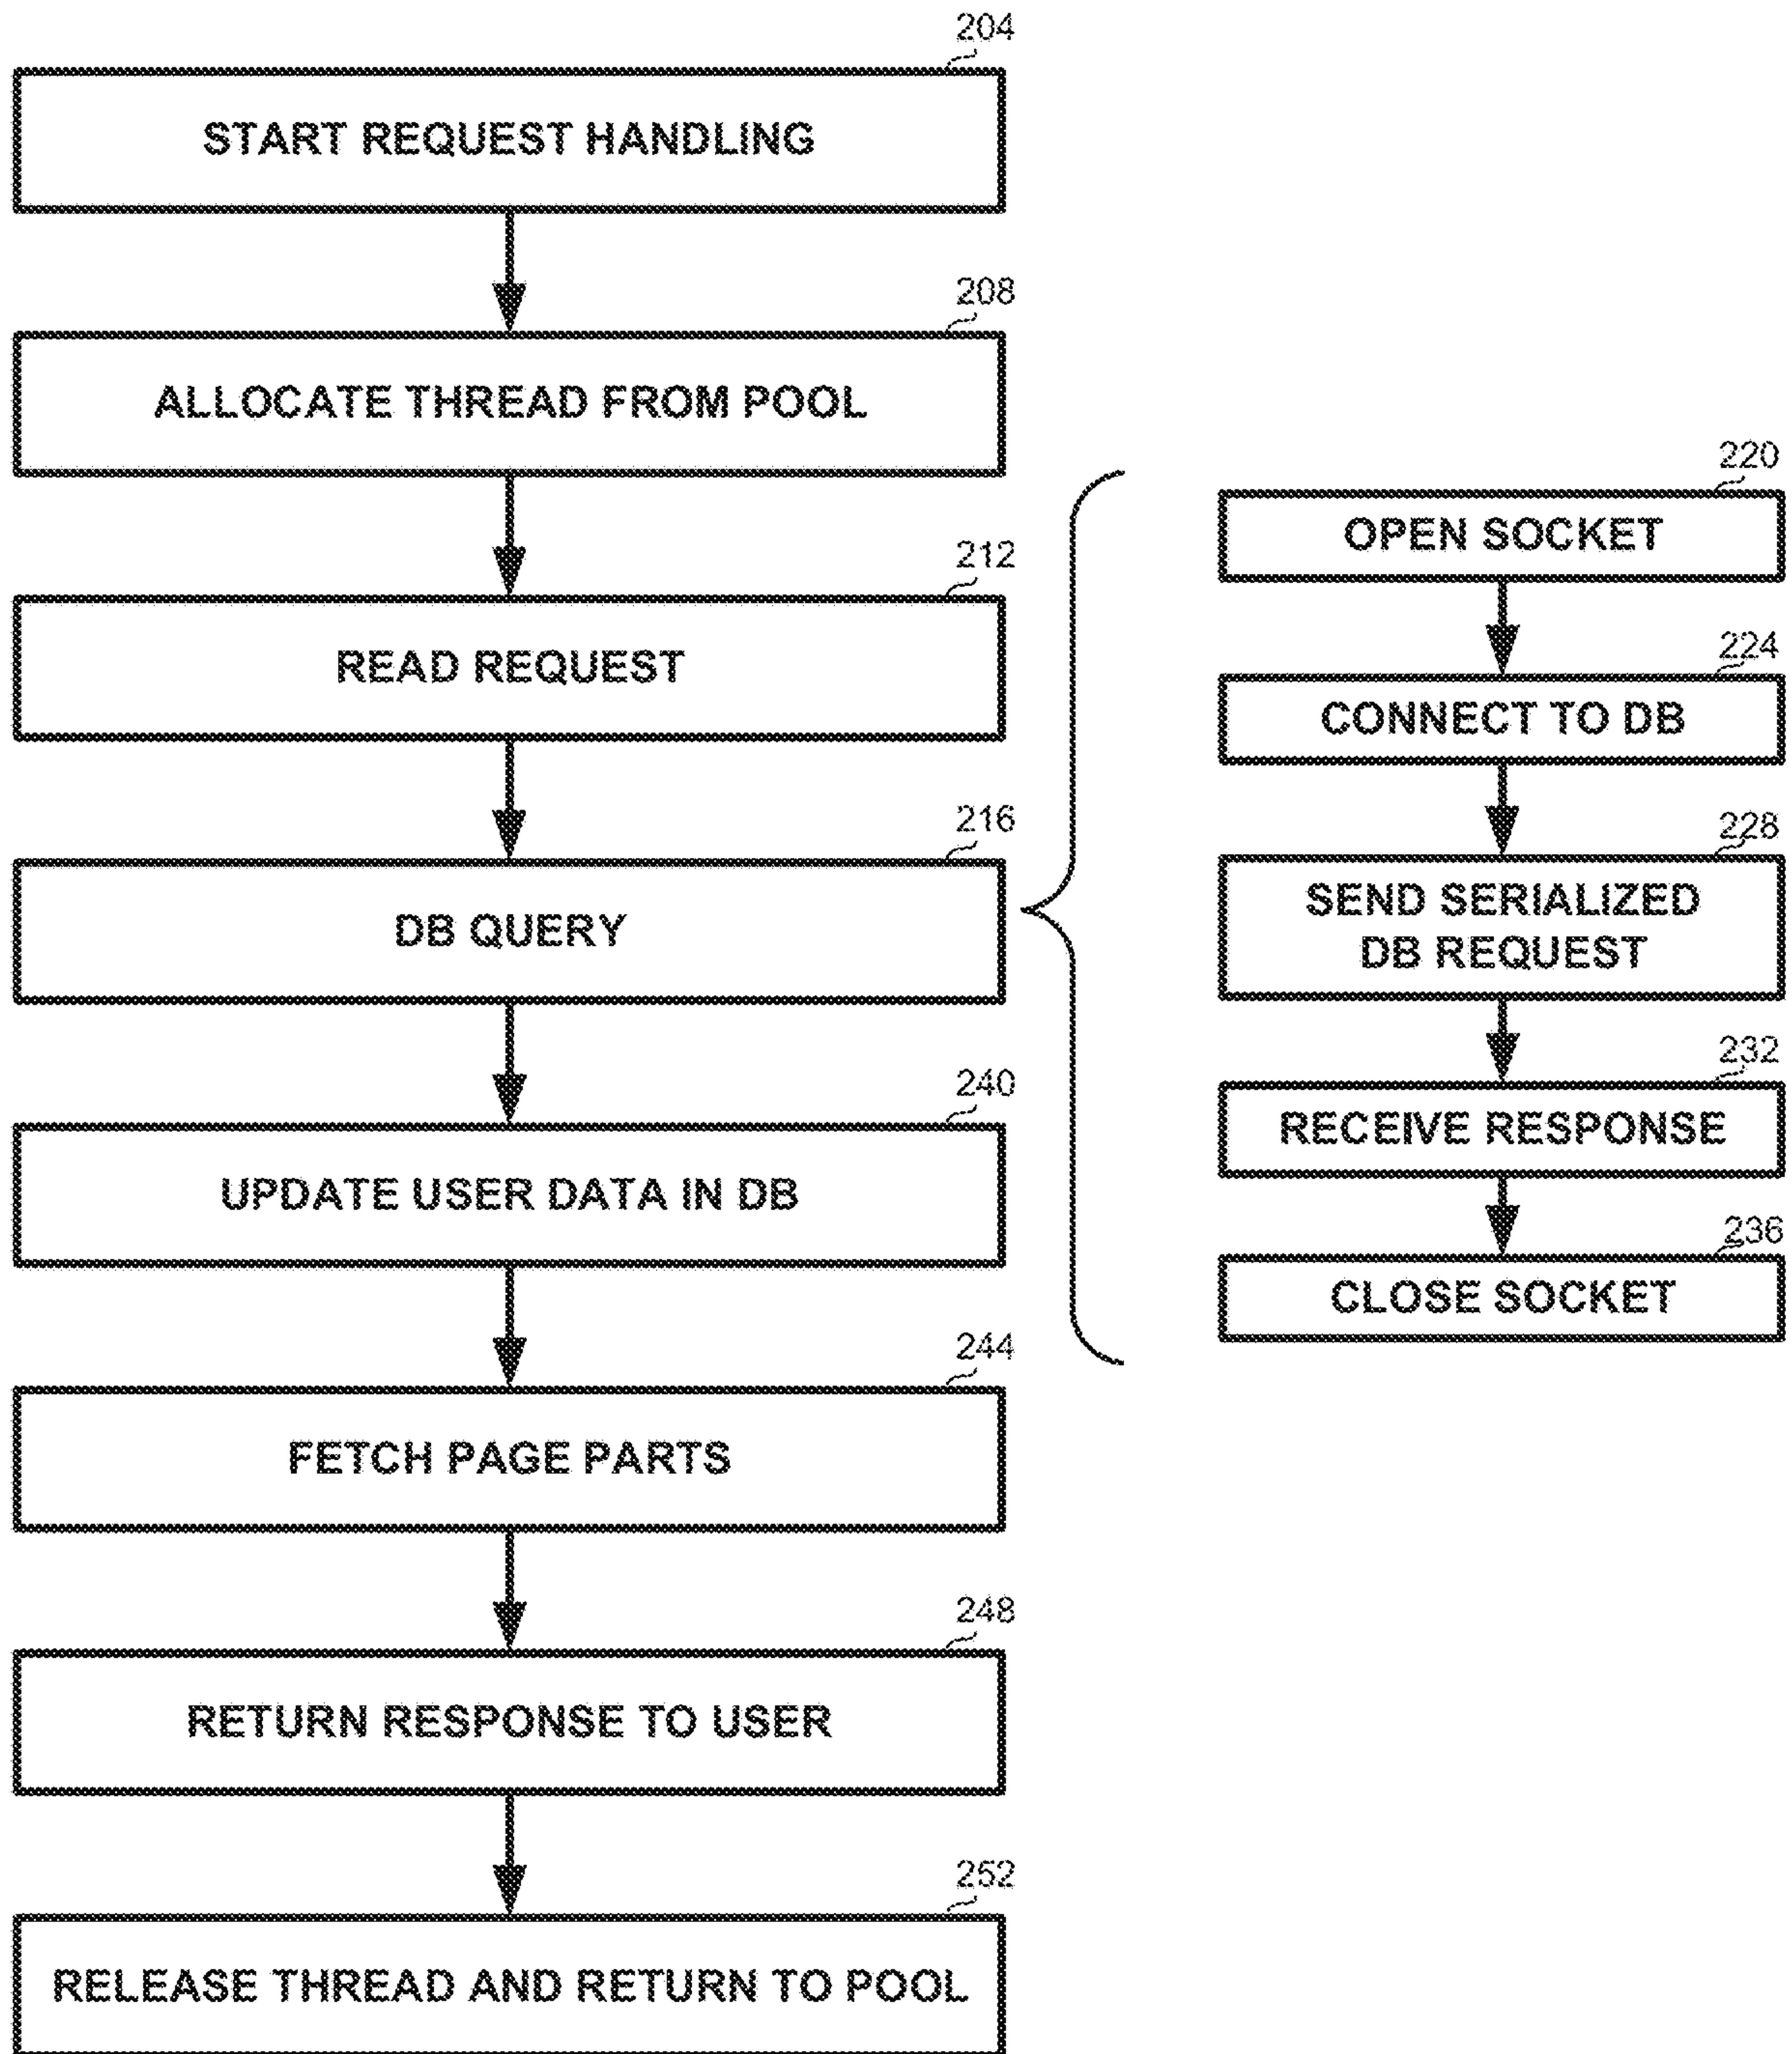 204
START REQUEST HANDLING
208
ALLOCATE THREAD FROM POOL
212
READ REQUEST
216
DB QUERY
220
OPEN SOCKET
224
CONNECT TO DB
228
SEND SERIALIZED
DB REQUEST
232
RECEIVE RESPONSE
236
CLOSE SOCKET
240
UPDATE USER DATA IN DB
244
FETCH PAGE PARTS
248
RETURN RESPONSE TO USER
252
RELEASE THREAD AND RETURN TO POOL